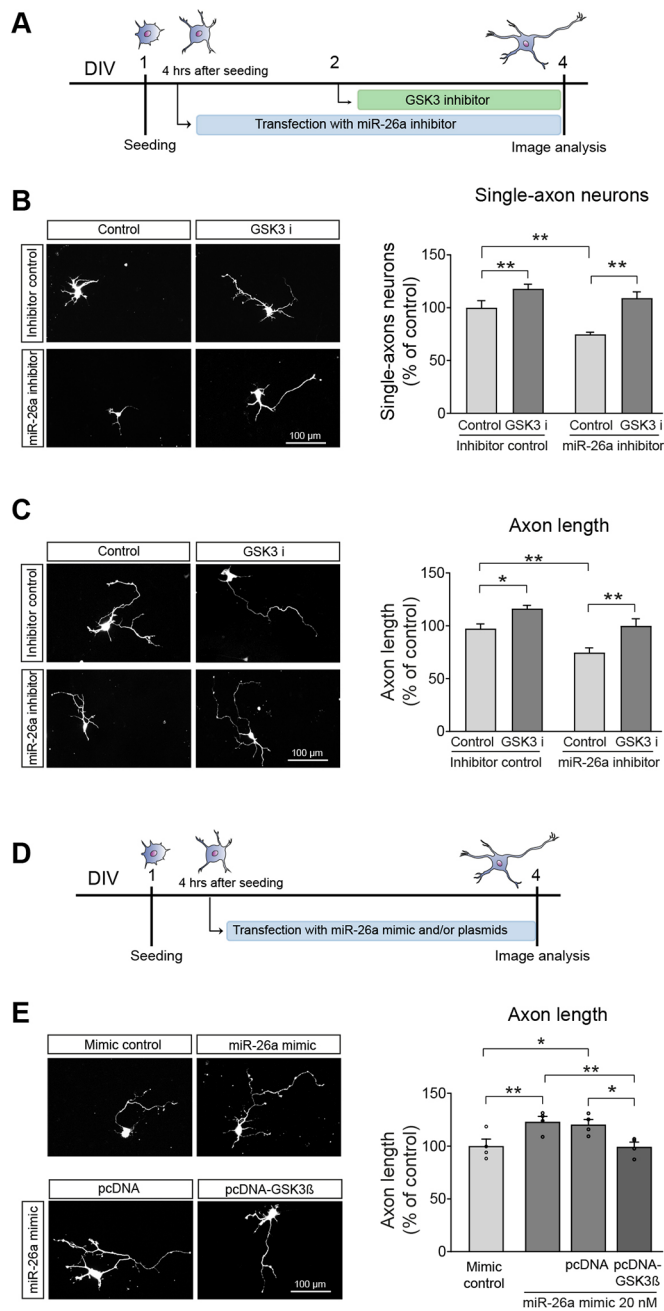 A
DIV
1
4 hrs after seeding
2
4
GSK3 inhibitor
Transfection with miR-26a inhibitor
Seeding
Image analysis
B
Control
GSK3 i
Inhibitor control
miR-26a inhibitor
100 µm
Single-axon neurons
Single-axons neurons
(% of control)
150
100
50
0
**
**
**
Control GSK3 i
Control GSK3 i
Inhibitor control
miR-26a inhibitor
C
Control
GSK3 i
Inhibitor control
miR-26a inhibitor
100 µm
Axon length
Axon length
(% of control)
150
100
50
0
**
*
**
Control GSK3 i
Control GSK3 i
Inhibitor control
miR-26a inhibitor
D
DIV
1
4 hrs after seeding
4
Transfection with miR-26a mimic and/or plasmids
Seeding
Image analysis
E
Mimic control
miR-26a mimic
pcDNA
pcDNA-GSK3ß
miR-26a mimic
100 µm
Axon length
Axon length
(% of control)
150
100
50
0
*
**
**
*
Mimic
control
pcDNA
pcDNA-
GSK3ß
miR-26a mimic 20 nM